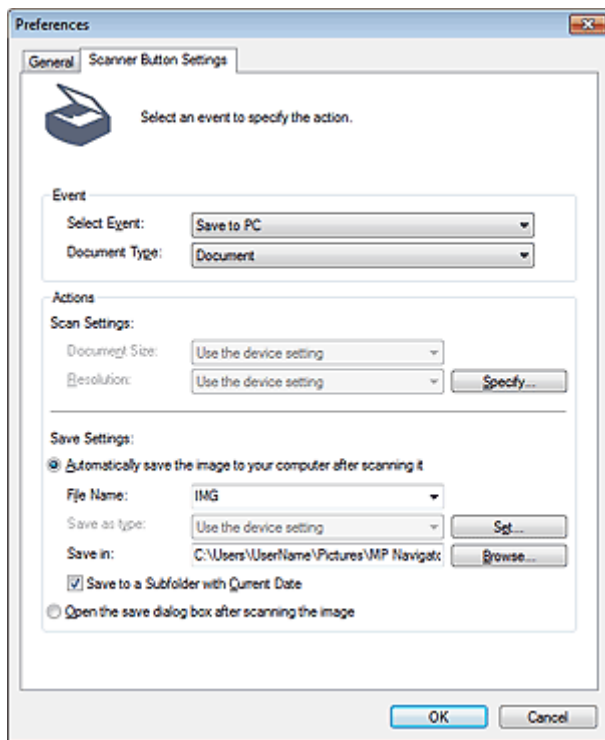 Preferences
General Scanner Button Settings
Select an event to specify the action.
Event
Select Event: Save to PC
Document Type: Document
Actions
Scan Settings:
Document Size: Use the device setting
Resolution: Use the device setting Specify...
Save Settings:
Automatically save the image to your computer after scanning it
File Name: IMG
Save as type: Use the device setting Set...
Save in: C:\Users\UserName\Pictures\MP Navigatc Browse...
Save to a Subfolder with Current Date
Open the save dialog box after scanning the image
OK Cancel